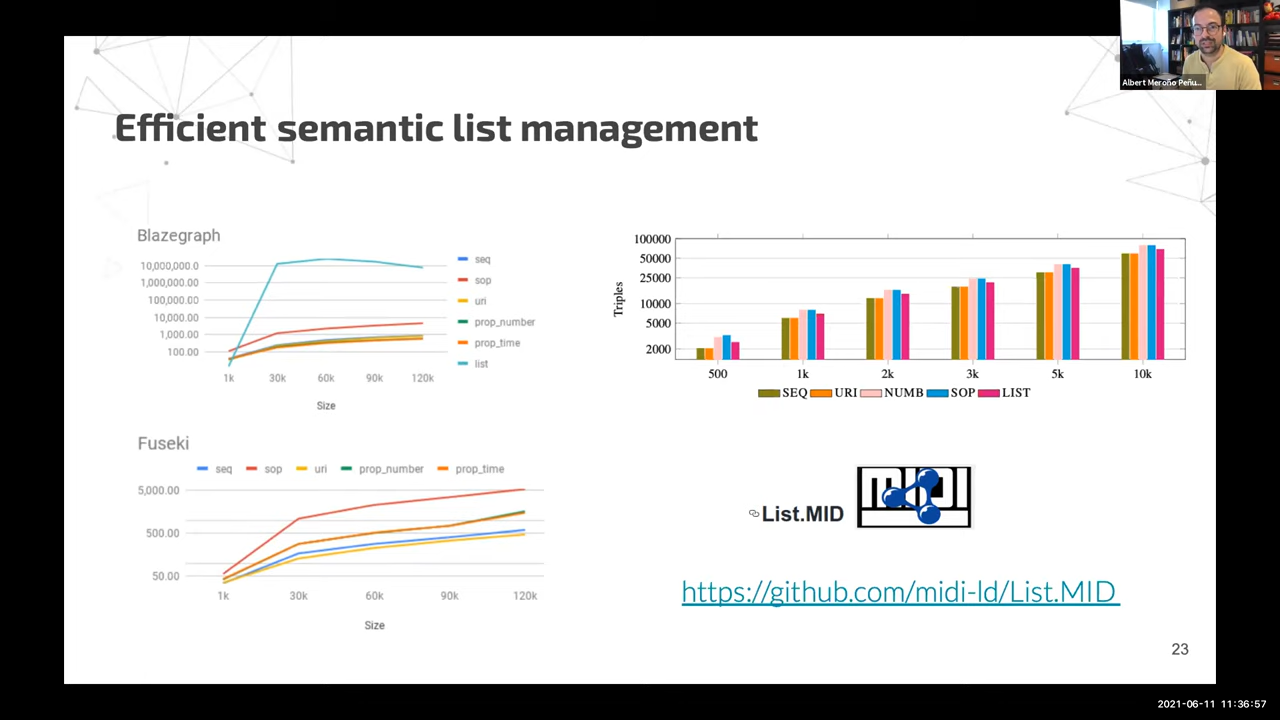 Albert Meroño Peñu...
Efficient semantic list management
Blazegraph
10,000,000.0
1,000,000.00
100,000.00
10,000.00
1,000.00
100.00
1k 30k 60k 90k 120k
Size
seq
sop
uri
prop_number
prop_time
list
100000
50000
25000
10000
5000
2000
Triples
500 1k 2k 3k 5k 10k
SEQ URI NUMB SOP LIST
Fuseki
seq sop uri prop_number prop_time
5,000.00
500.00
50.00
1k 30k 60k 90k 120k
Size
List.MID
MIDI
https://github.com/midi-ld/List.MID
23
2021-06-11 11:36:57